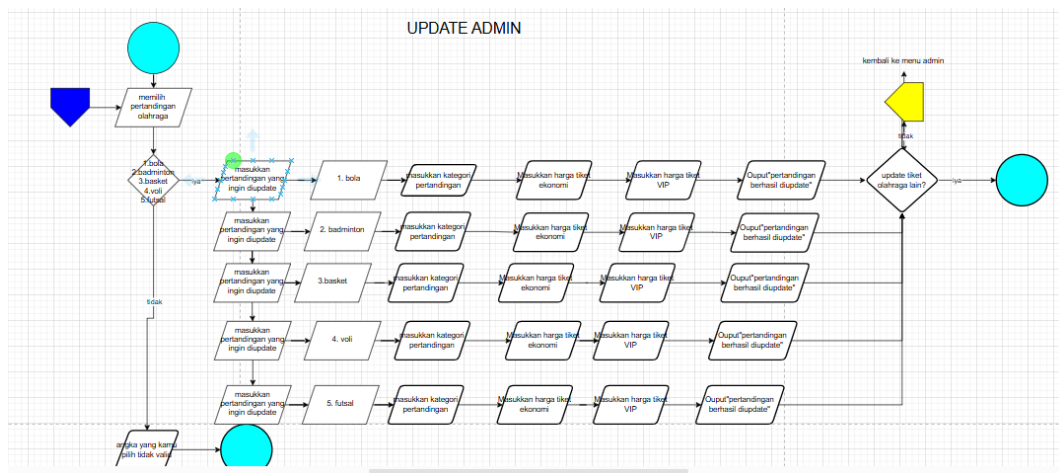 UPDATE ADMIN
kembali ke menu admin
memilih
pertandingan
olahraga
tidak
1.bola
2.badminton
3.basket
4. voli
5.futsal
iya
masukkan
pertandingan yang
ingin diupdate
1. bola
masukkan kategori
pertandingan
Masukkan harga tiket
ekonomi
Masukkan harga tiket
VIP
Ouput"pertandingan
berhasil diupdate"
update tiket
olahraga lain?
iya
masukkan
pertandingan yang
ingin diupdate
2. badminton
masukkan kategori
pertandingan
Masukkan harga tiket
ekonomi
Masukkan harga tiket
VIP
Ouput"pertandingan
berhasil diupdate"
masukkan
pertandingan yang
ingin diupdate
3.basket
masukkan kategori
pertandingan
Masukkan harga tiket
ekonomi
Masukkan harga tiket
VIP
Ouput"pertandingan
berhasil diupdate"
tidak
masukkan
pertandingan yang
ingin diupdate
4. voli
masukkan kategori
pertandingan
Masukkan harga tiket
ekonomi
Masukkan harga tiket
VIP
Ouput"pertandingan
berhasil diupdate"
masukkan
pertandingan yang
ingin diupdate
5. futsal
masukkan kategori
pertandingan
Masukkan harga tiket
ekonomi
Masukkan harga tiket
VIP
Ouput"pertandingan
berhasil diupdate"
angka yang kamu
pilih tidak valid